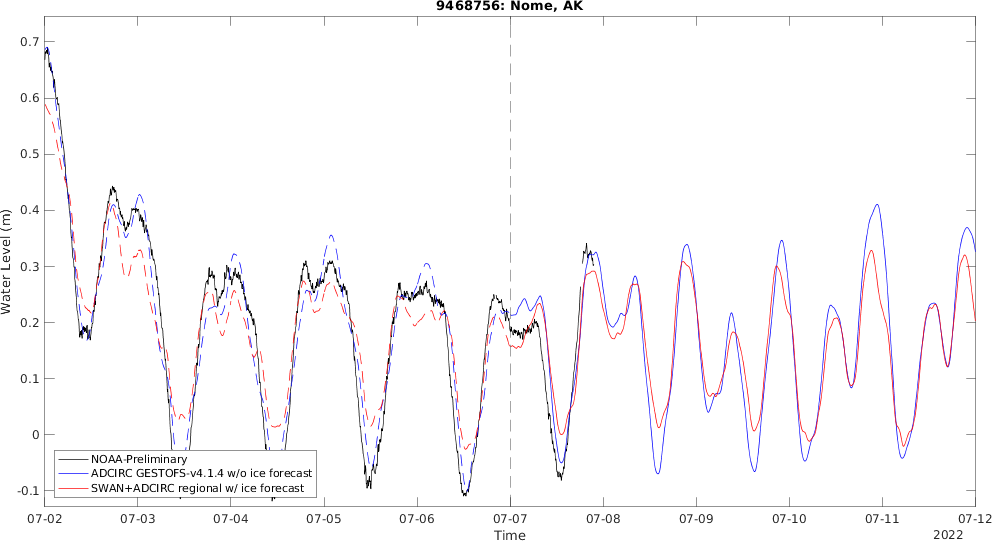 9468756: Nome, AK
0.7
0.6
0.5
0.4
0.3
0.2
0.1
0
-0.1
Water Level (m)
NOAA-Preliminary
ADCIRC GESTOFS-v4.1.4 w/o ice forecast
SWAN+ADCIRC regional w/ ice forecast
07-02 07-03 07-04 07-05 07-06 07-07 07-08 07-09 07-10 07-11 07-12
Time
2022